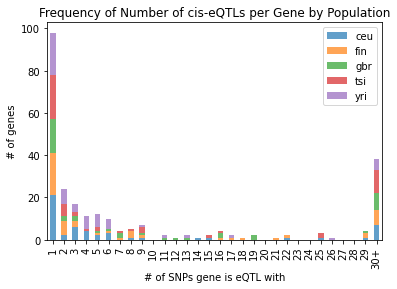 Frequency of Number of cis-eQTLs per Gene by Population
100
80
60
40
20
0
# of genes
ceu
fin
gbr
tsi
yri
1 2 3 4 5 6 7 8 9 10 11 12 13 14 15 16 17 18 19 20 21 22 23 24 25 26 27 28 29 30+
# of SNPs gene is eQTL with